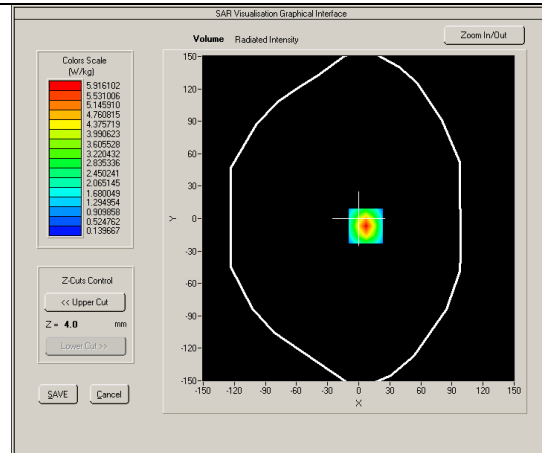 SAR Visualisation Graphical Interface
Volume Radiated Intensity
Zoom In/Out
Colors Scale
(W/kg)
5.916102
5.531006
5.145910
4.760815
4.375719
3.990623
3.605528
3.220432
2.835336
2.450241
2.065145
1.680049
1.294954
0.909858
0.524762
0.139667
Z-Cuts Control
<< Upper Cut
Z = 4.0 mm
Lower Cut >>
SAVE Cancel
150
120
90
60
30
0
-30
-60
-90
-120
-150
Y
-150 -120 -90 -60 -30 0 30 60 90 120 150
X